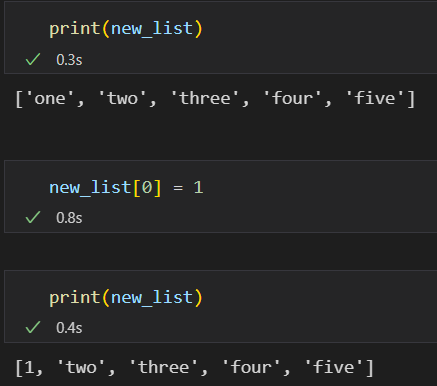 print(new_list)
0.3s
['one', 'two', 'three', 'four', 'five']
new_list[0] = 1
0.8s
print(new_list)
0.4s
[1, 'two', 'three', 'four', 'five']